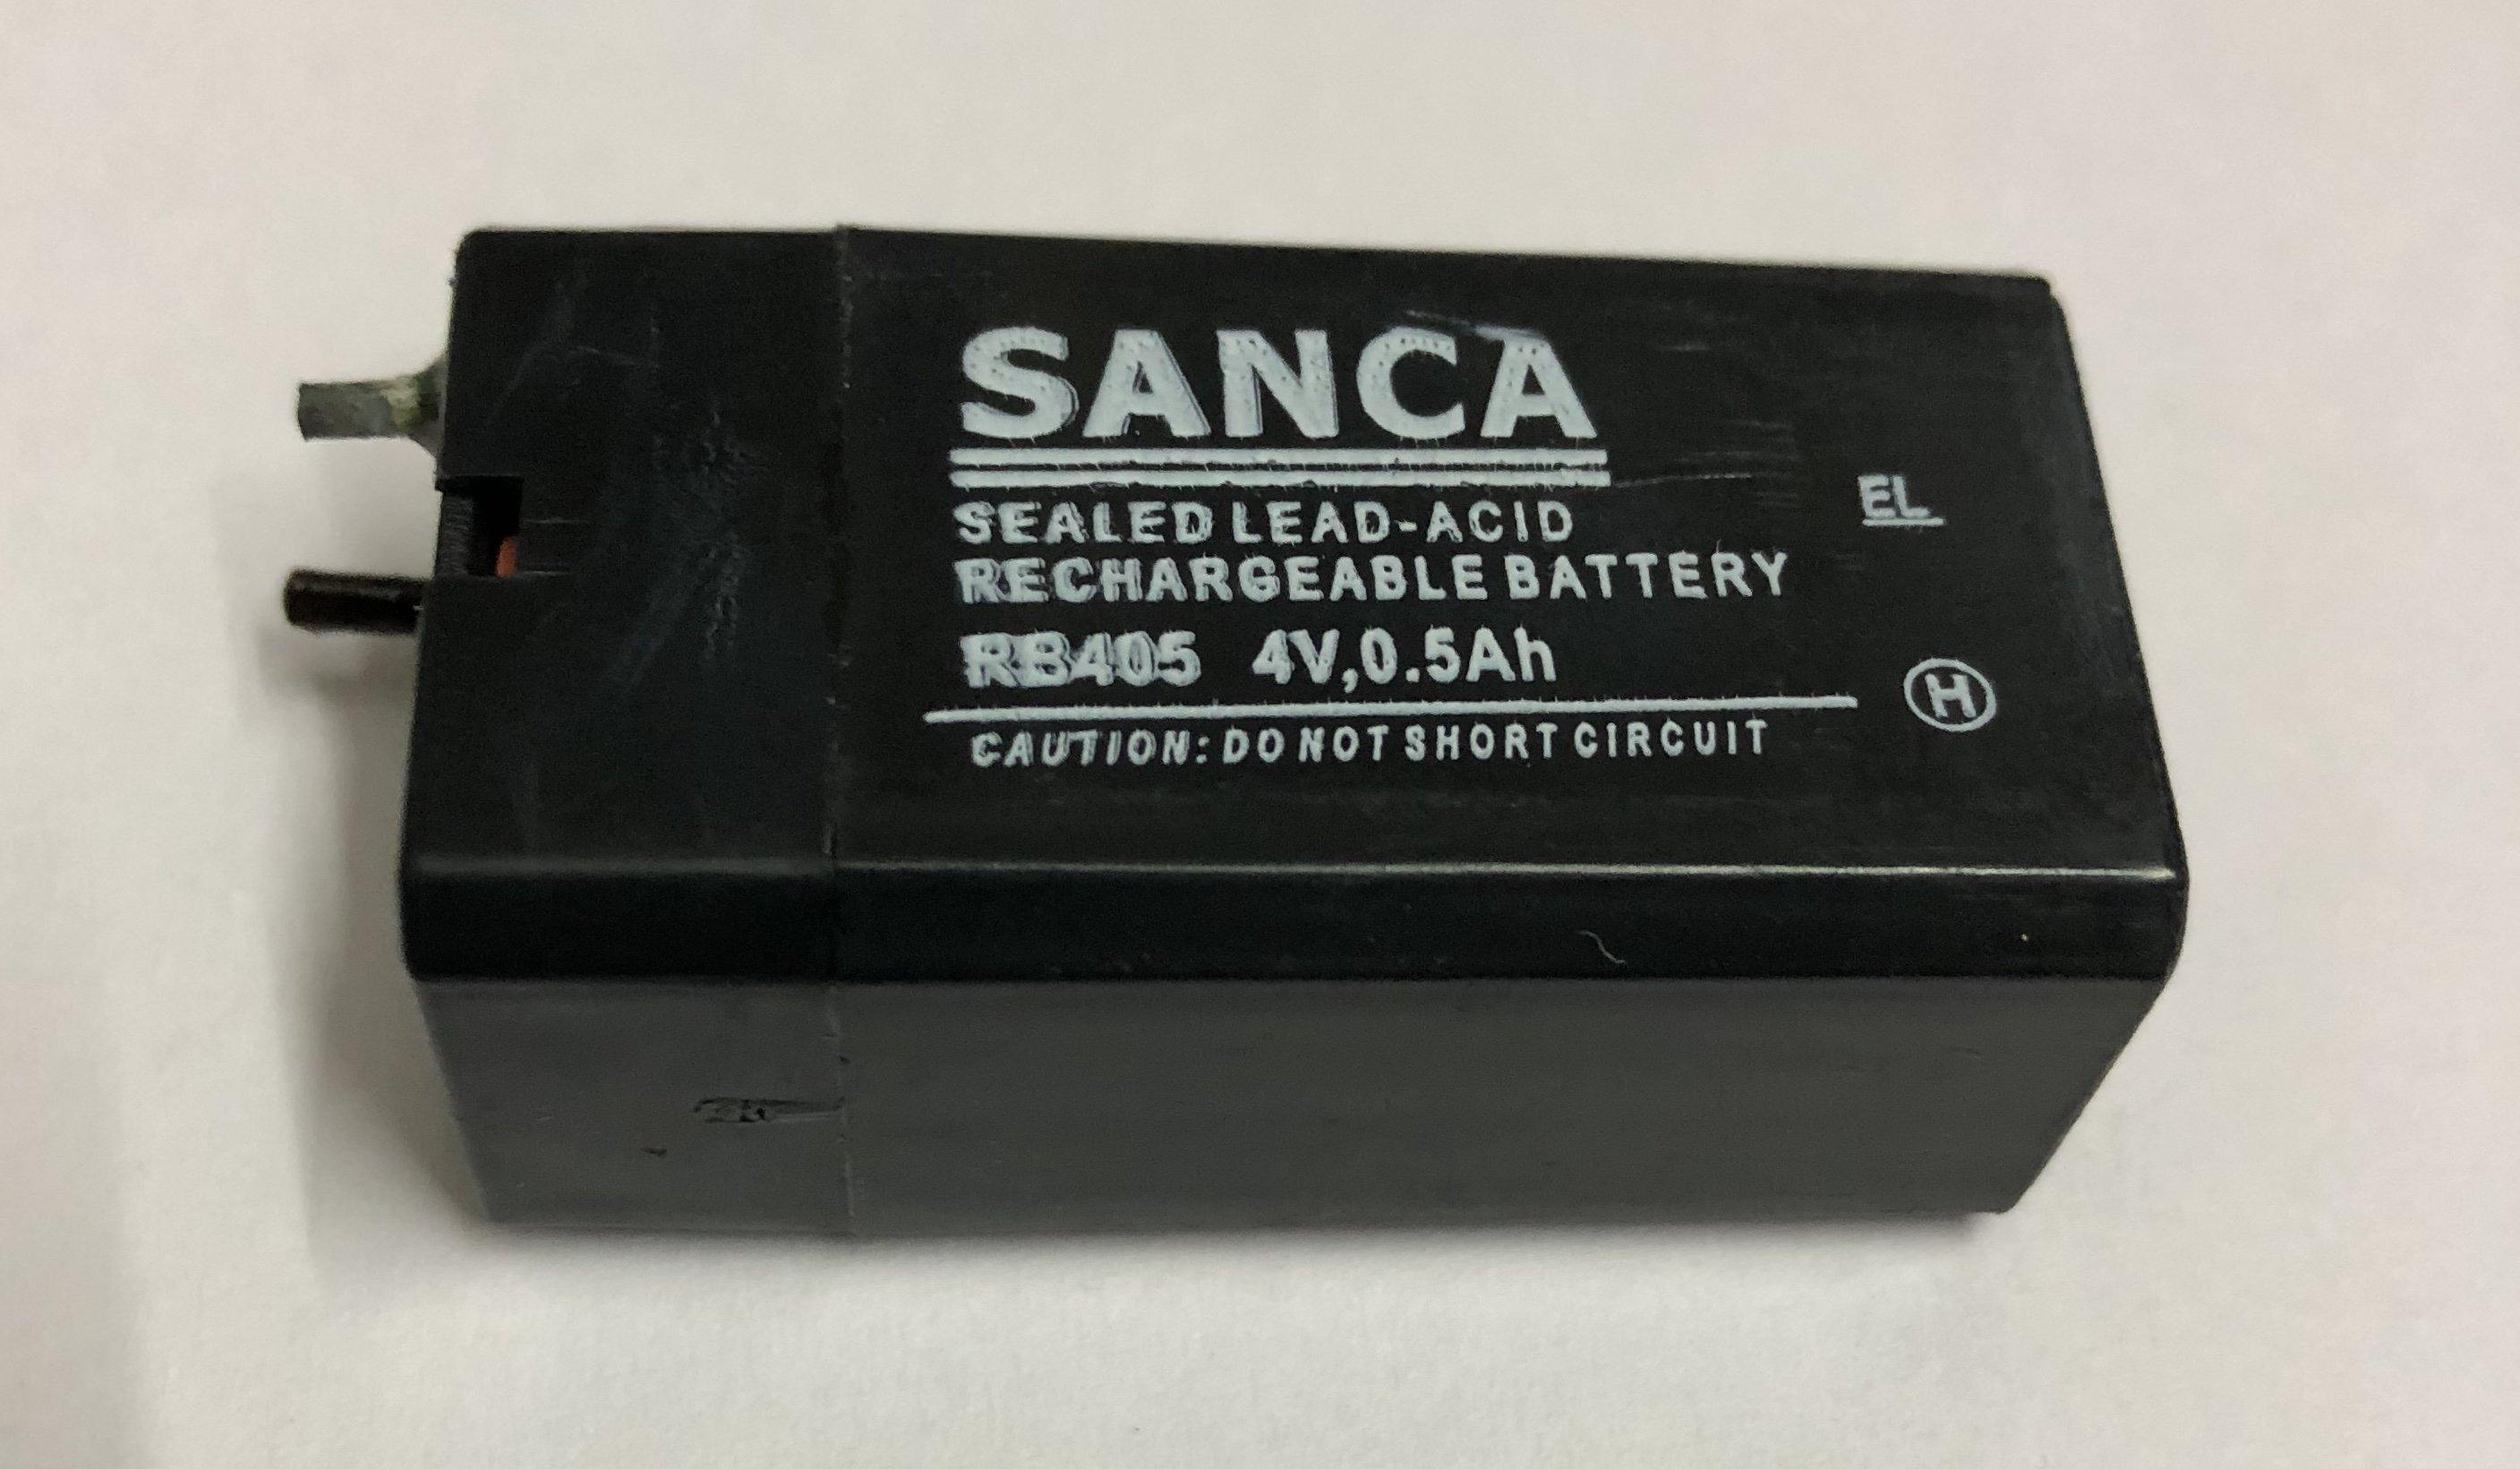 SANCA
SEALED LEAD-ACID
RECHARGEABLE BATTERY
RB405 4V,0.5Ah
CAUTION: DO NOT SHORT CIRCUIT
EL
H